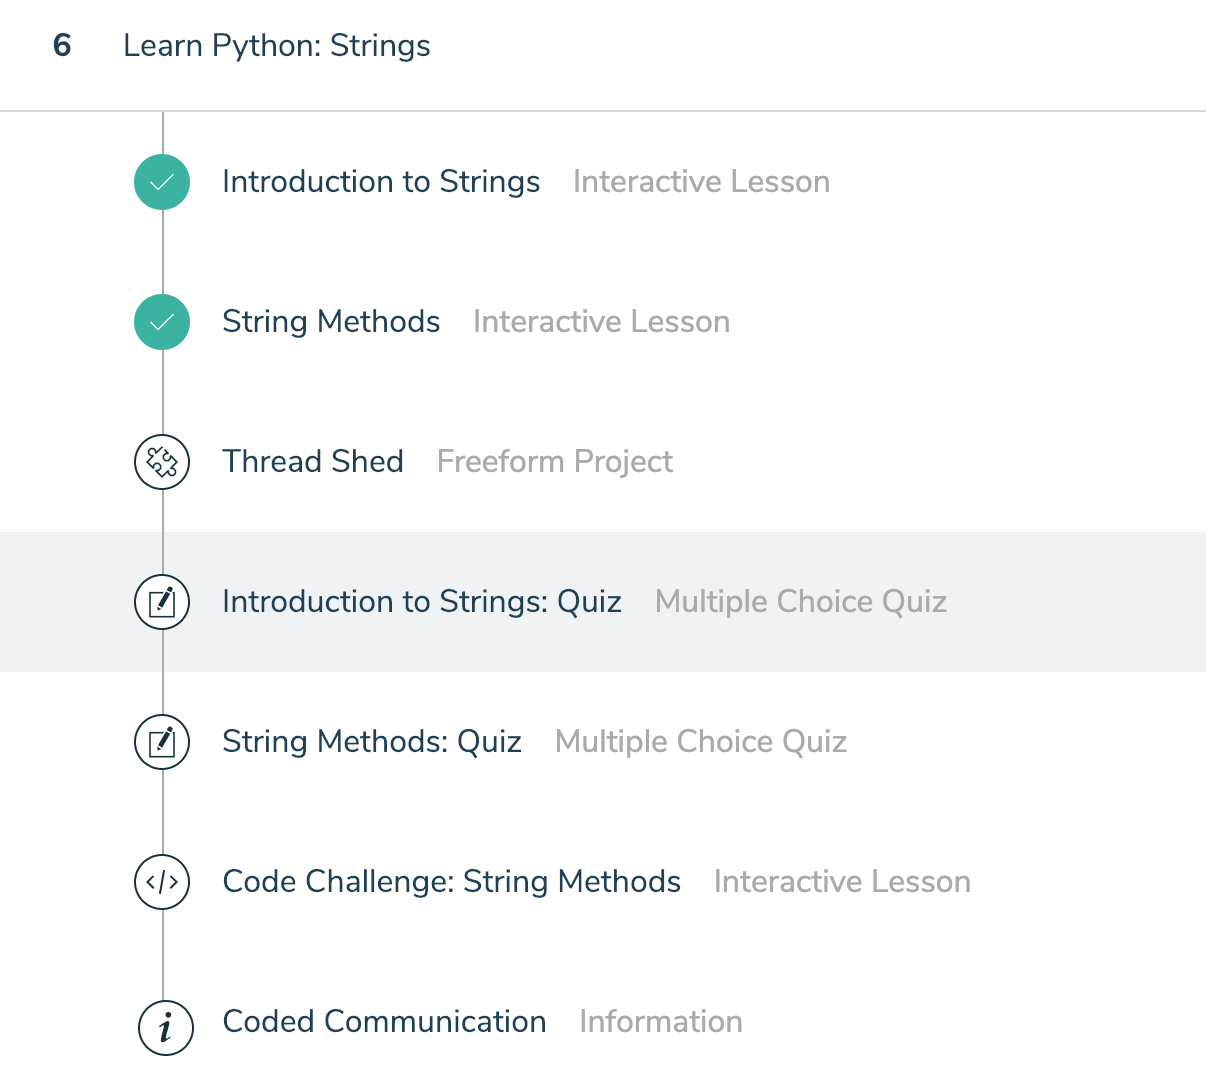 6 Learn Python: Strings
Introduction to Strings Interactive Lesson
String Methods Interactive Lesson
Thread Shed Freeform Project
Introduction to Strings: Quiz Multiple Choice Quiz
String Methods: Quiz Multiple Choice Quiz
Code Challenge: String Methods Interactive Lesson
Coded Communication Information